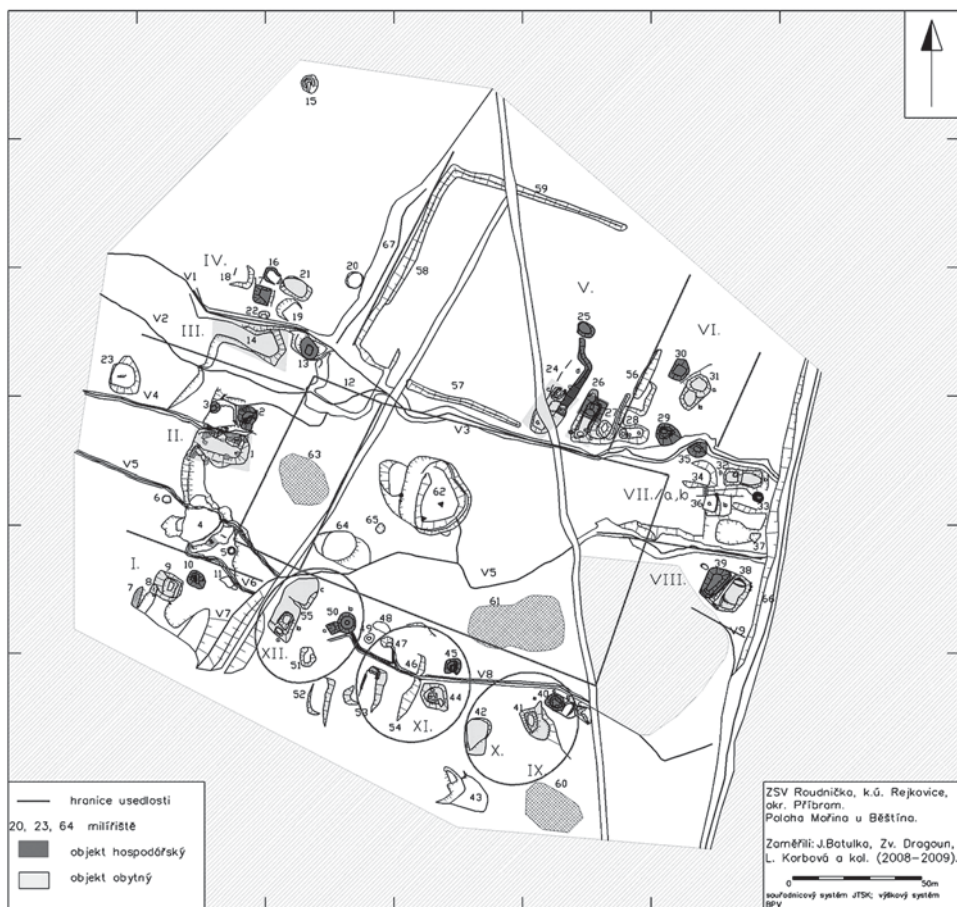 15
59
67
58
IV.
18
16
17
21
20
V1
22
19
V.
VI.
25
V2
III.
14
13
24
56
30
31
23
26
12
57
V4
3
2
27
28
29
V3
35
II.
1
63
32
34
VII./a,b
36
33
V5
62
6
4
65
64
37
5
V5
VIII.
39
38
I.
10
9
8
11
V6
7
61
66
V7
c
55
b
50
49
48
V9
XII.
47
51
46
45
V8
52
53
44
40
54
XI.
42
41
X.
IX
43
60
hranice usedlosti
20, 23, 64 milířiště
objekt hospodářský
objekt obytný
ZSV Roudnička, k.ú. Rejkovice,
okr. Příbram.
Poloha Mořina u Běštína.
Zaměřili: J.Batulka, Zv. Dragoun,
L. Korbová a kol. (2008–2009).
0 50m
souřadnicový systém JTSK; výškový systém
BPV